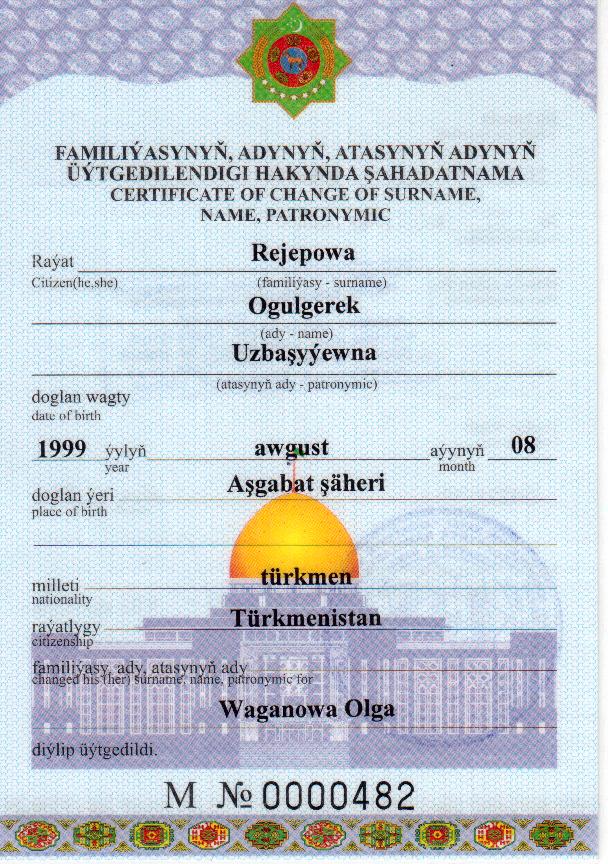 FAMILIÝASYNYŇ, ADYNYŇ, ATASYNYŇ ADYNYŇ
ÜÝTGEDILENDIGI HAKYNDA ŞAHADATNAMA
CERTIFICATE OF CHANGE OF SURNAME,
NAME, PATRONYMIC
Raýat Rejepowa
Citizen(he,she) (familiýasy - surname)
Ogulgerek
(ady - name)
Uzbaşyýewna
(atasynyň ady - patronymic)
doglan wagty
date of birth
1999 ýylyň awgust aýynyň 08
year month
doglan ýeri Aşgabat şäheri
place of birth
milleti türkmen
nationality
raýatlygy Türkmenistan
citizenship
familiýasy, ady, atasynyň ady
changed his (her) surname, name, patronymic for
Waganowa Olga
diýlip üýtgedildi.
M № 0000482